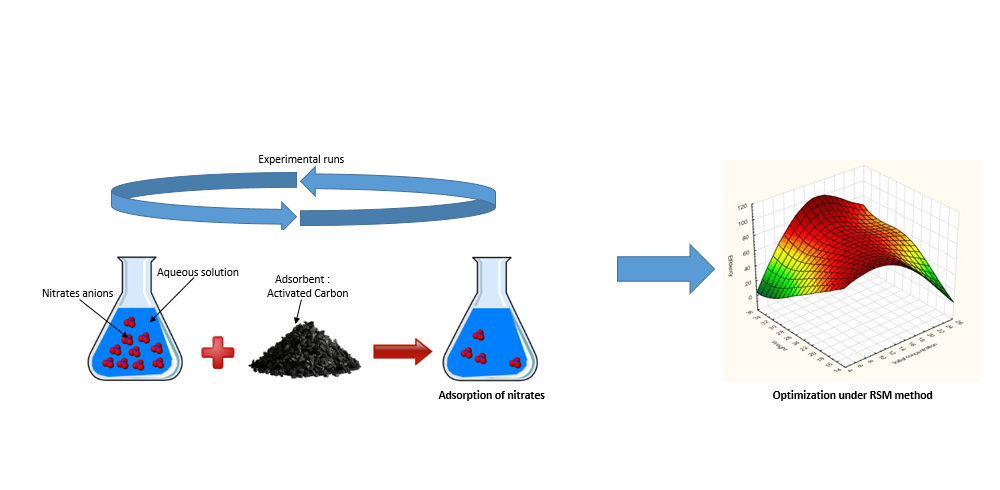 Experimental runs
Aqueous solution
Nitrates anions
Adsorbent :
Activated Carbon
Adsorption of nitrates
120
100
80
60
40
20
0
Efficiency
Weight
Initial concentration
Optimization under RSM method